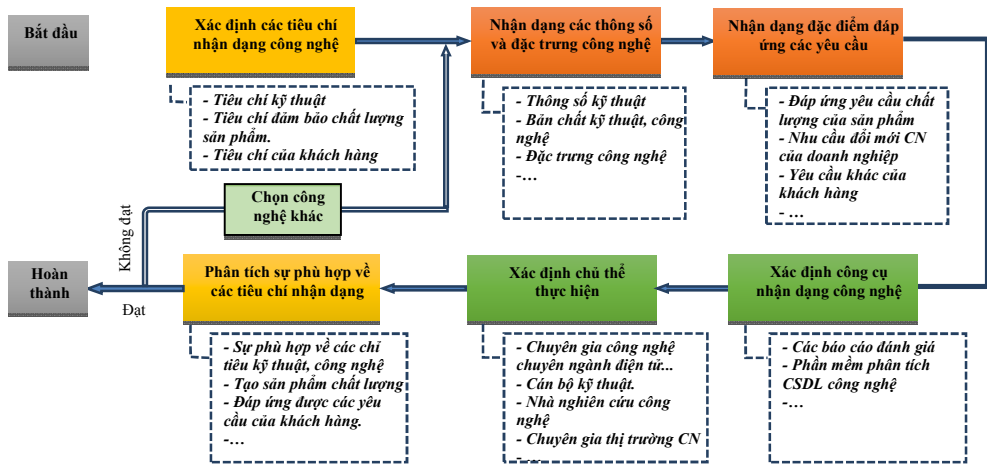 Bắt đầu
Xác định các tiêu chí
nhận dạng công nghệ
Nhận dạng các thông số
và đặc trưng công nghệ
Nhận dạng đặc điểm đáp
ứng các yêu cầu
- Tiêu chí kỹ thuật
- Tiêu chí đảm bảo chất lượng
sản phẩm.
- Tiêu chí của khách hàng
- Thông số kỹ thuật
- Bản chất kỹ thuật, công
nghệ
- Đặc trưng công nghệ
-…
- Đáp ứng yêu cầu chất
lượng của sản phẩm
- Nhu cầu đổi mới CN
của doanh nghiệp
- Yêu cầu khác của
khách hàng
- …
Chọn công
nghệ khác
Không đạt
Hoàn
thành
Đạt
Phân tích sự phù hợp về
các tiêu chí nhận dạng
Xác định chủ thể
thực hiện
Xác định công cụ
nhận dạng công nghệ
- Sự phù hợp về các chỉ
tiêu kỹ thuật, công nghệ
- Tạo sản phẩm chất lượng
- Đáp ứng được các yêu
cầu của khách hàng.
-…
- Chuyên gia công nghệ
chuyên ngành điện tử...
- Cán bộ kỹ thuật.
- Nhà nghiên cứu công
nghệ
- Chuyên gia thị trường CN
- …
- Các báo cáo đánh giá
- Phần mềm phân tích
CSDL công nghệ
-…